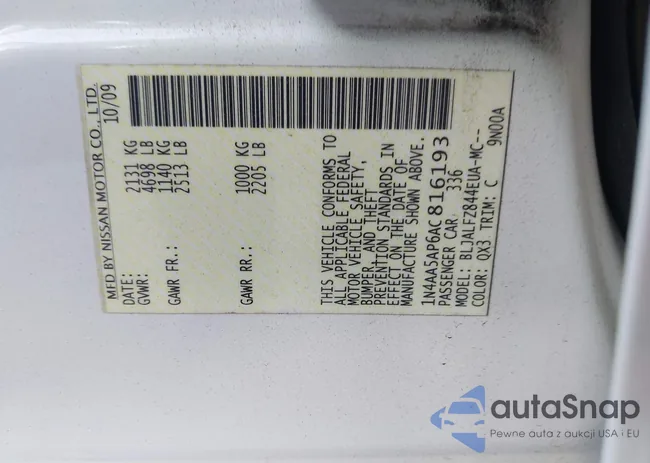 MFD BY NISSAN MOTOR CO., LTD.
DATE: 10/09
GVWR: 2131 KG
4698 LB
GAWR FR.: 1140 KG
2513 LB
GAWR RR.: 1000 KG
2205 LB
THIS VEHICLE CONFORMS TO
ALL APPLICABLE FEDERAL
MOTOR VEHICLE SAFETY,
BUMPER, AND THEFT
PREVENTION STANDARDS IN
EFFECT ON THE DATE OF
MANUFACTURE SHOWN ABOVE.
1N4AA5AP6AC816193
PASSENGER CAR 336
MODEL: BLJALFZ844EUA-MC--
COLOR: QX3 TRIM: C 9N00A
autaSnap
Pewne auta z aukcji USA i EU